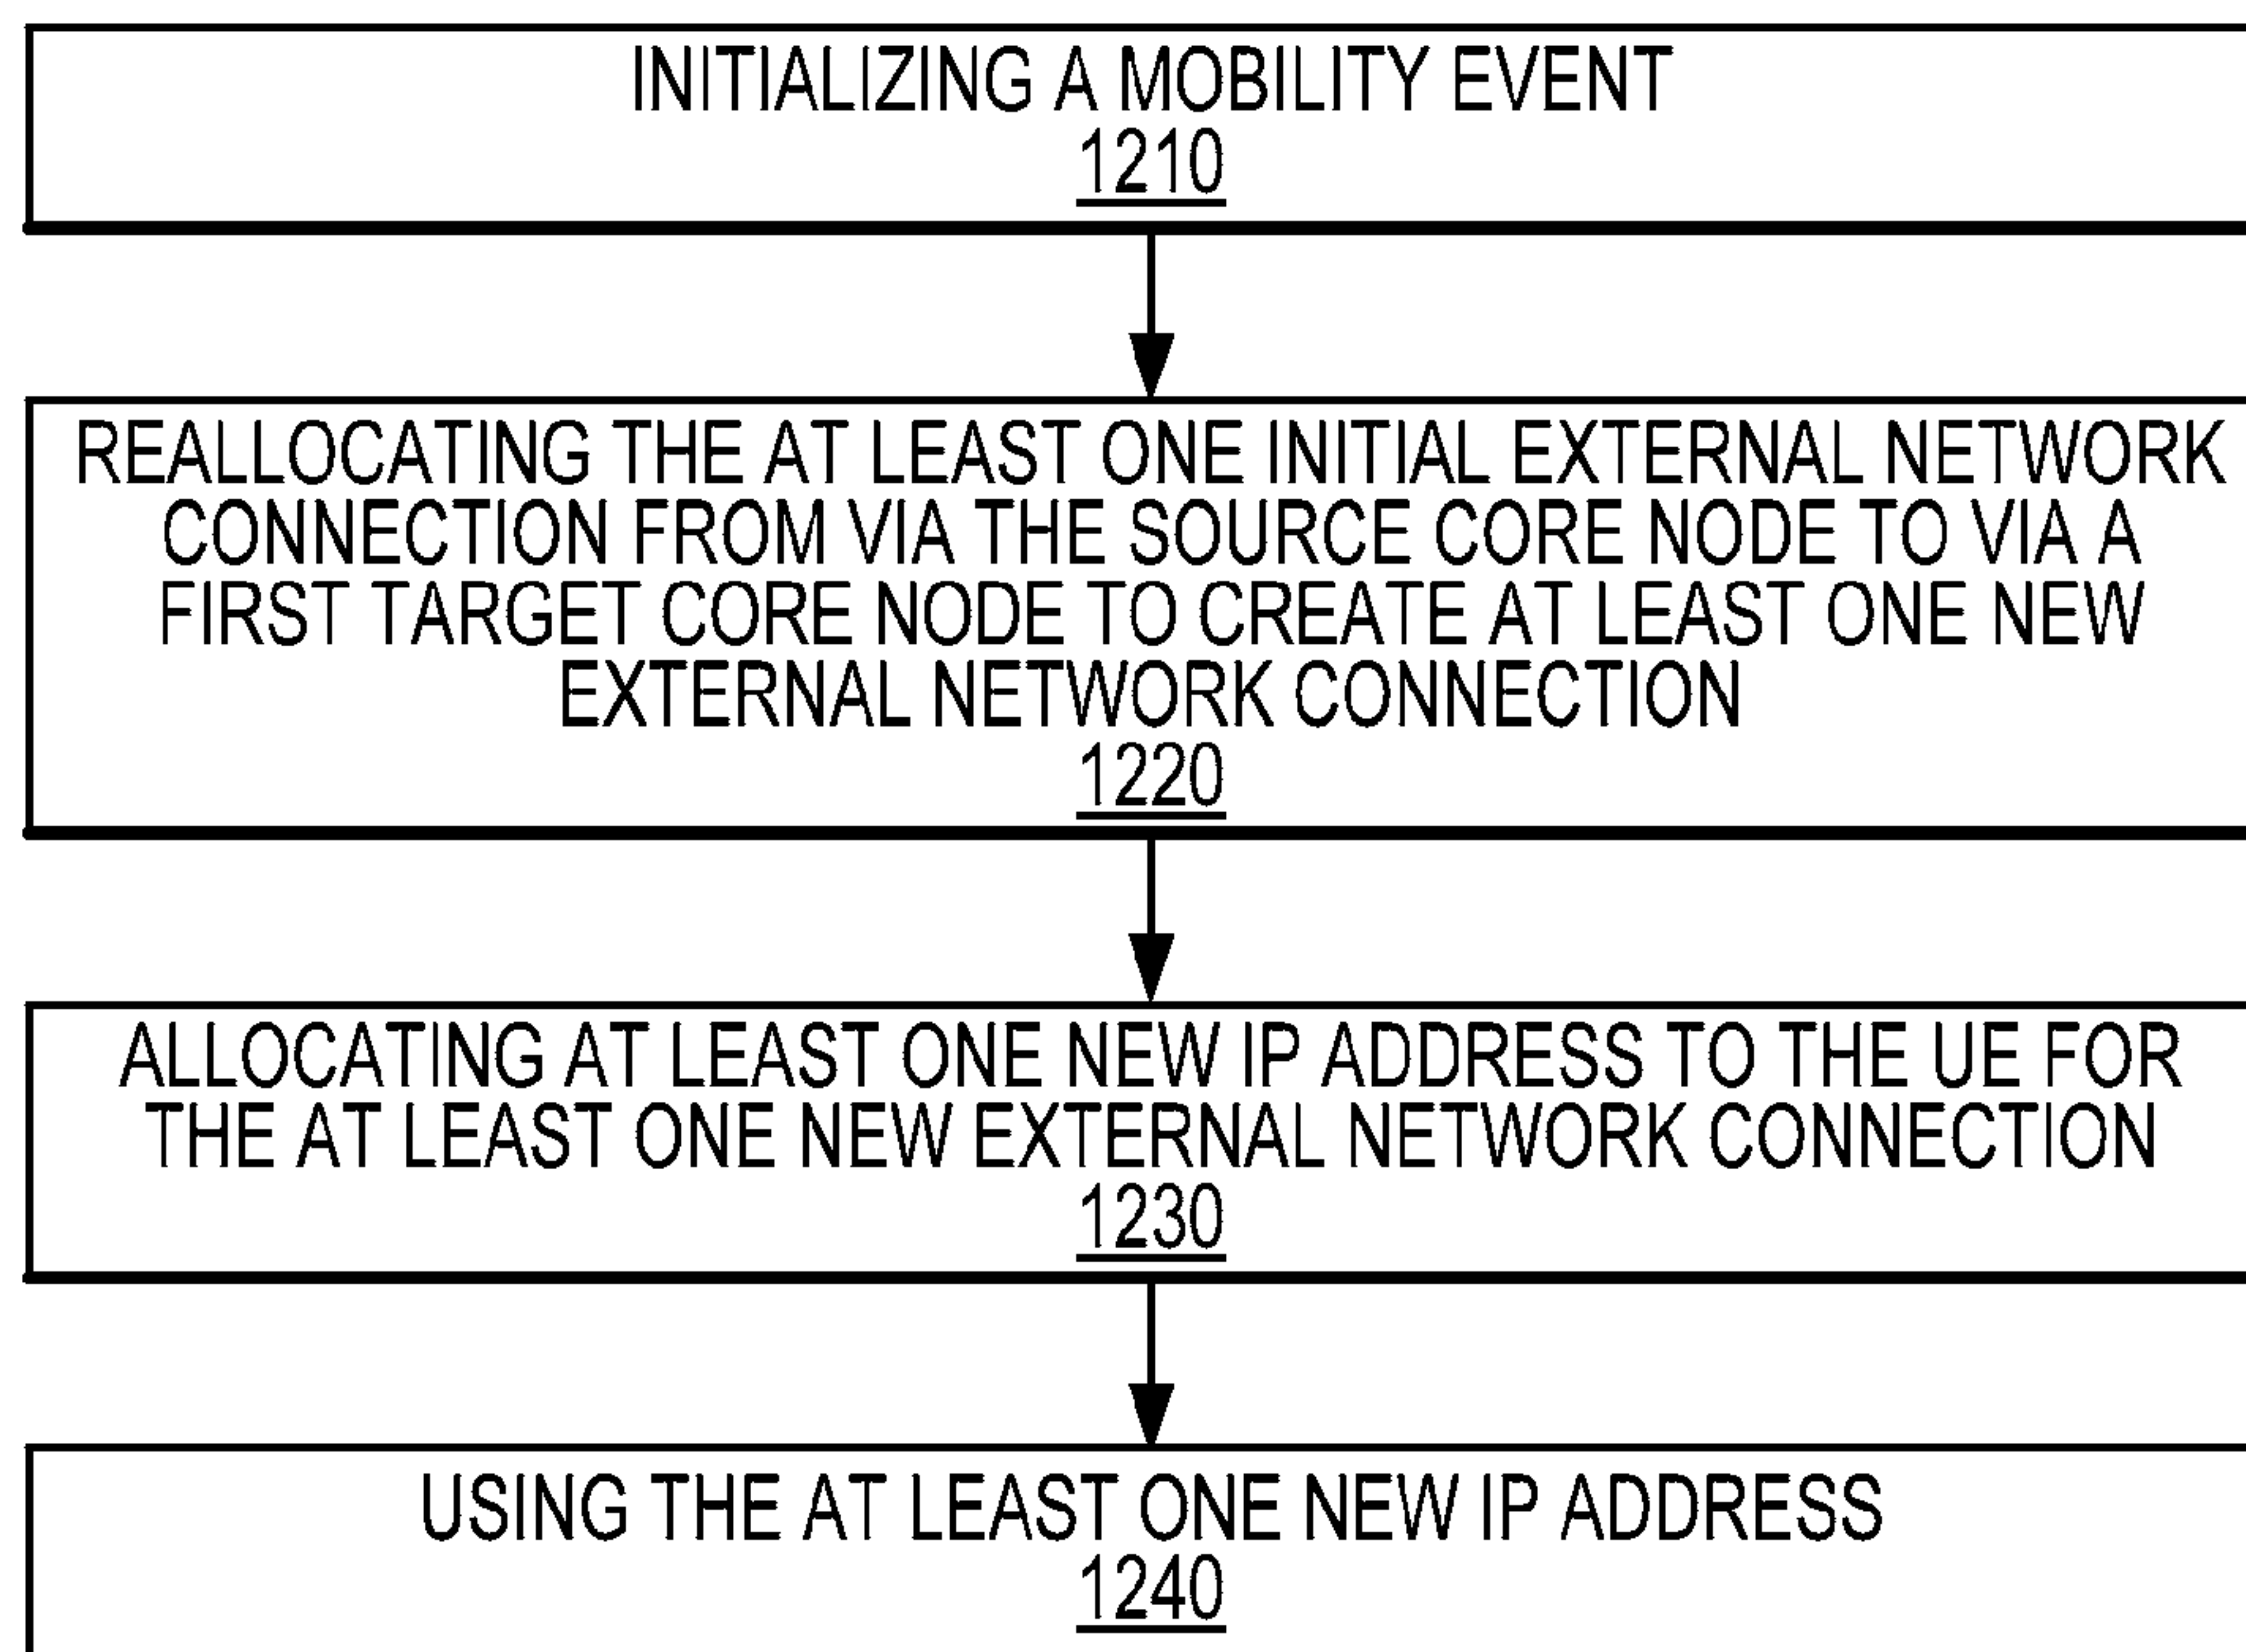 INITIALIZING A MOBILITY EVENT
1210
REALLOCATING THE AT LEAST ONE INITIAL EXTERNAL NETWORK
CONNECTION FROM VIA THE SOURCE CORE NODE TO VIA A
FIRST TARGET CORE NODE TO CREATE AT LEAST ONE NEW
EXTERNAL NETWORK CONNECTION
1220
ALLOCATING AT LEAST ONE NEW IP ADDRESS TO THE UE FOR
THE AT LEAST ONE NEW EXTERNAL NETWORK CONNECTION
1230
USING THE AT LEAST ONE NEW IP ADDRESS
1240